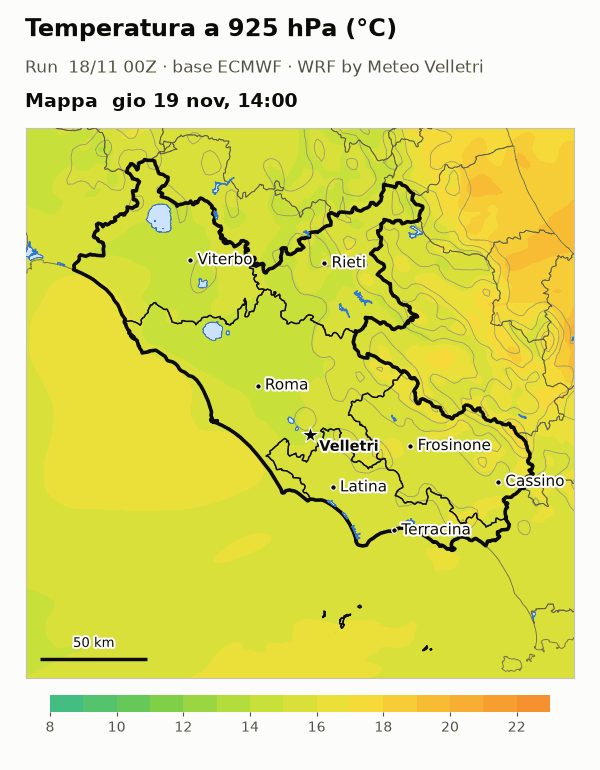 Temperatura a 925 hPa (°C)
Run  18/11 00Z · base ECMWF · WRF by Meteo Velletri
Mappa  gio 19 nov, 14:00
Viterbo
Rieti
Roma
Velletri
Frosinone
Latina
Cassino
Terracina
50 km
8 10 12 14 16 18 20 22